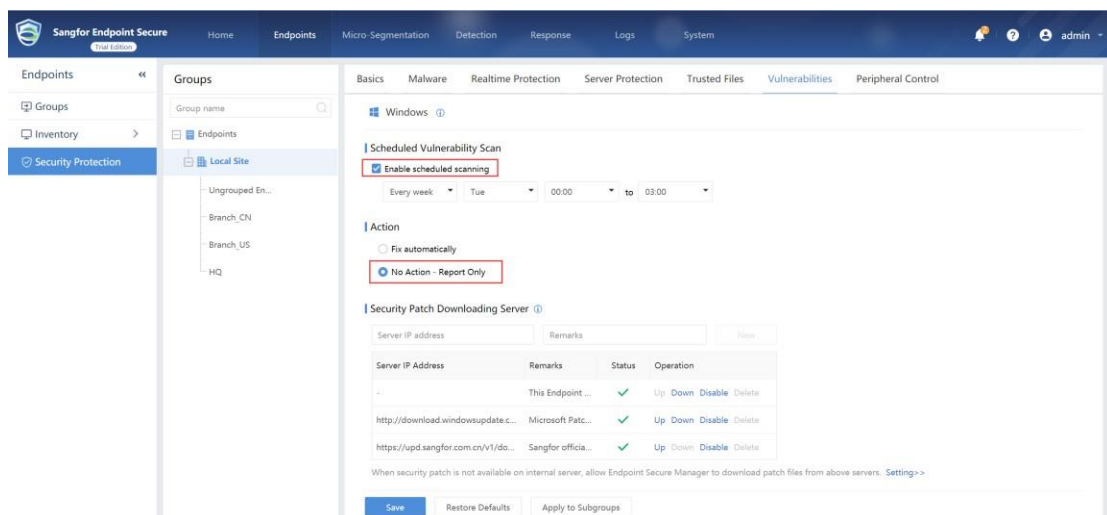 Sangfor Endpoint Secure
Trial Edition
Home Endpoints Micro-Segmentation Detection Response Logs System
admin
Endpoints
Groups
Inventory
Security Protection
Groups
Group name
Endpoints
Local Site
Ungrouped En...
Branch_CN
Branch_US
HQ
Basics Malware Realtime Protection Server Protection Trusted Files Vulnerabilities Peripheral Control
Windows
Scheduled Vulnerability Scan
Enable scheduled scanning
Every week Tue 00:00 to 03:00
Action
Fix automatically
No Action - Report Only
Security Patch Downloading Server
Server IP address Remarks New
Server IP Address Remarks Status Operation
- This Endpoint ... Up Down Disable Delete
http://download.windowsupdate.c... Microsoft Patc... Up Down Disable Delete
https://upd.sangfor.com.cn/v1/do... Sangfor officia... Up Down Disable Delete
When security patch is not available on internal server, allow Endpoint Secure Manager to download patch files from above servers. Setting>>
Save Restore Defaults Apply to Subgroups